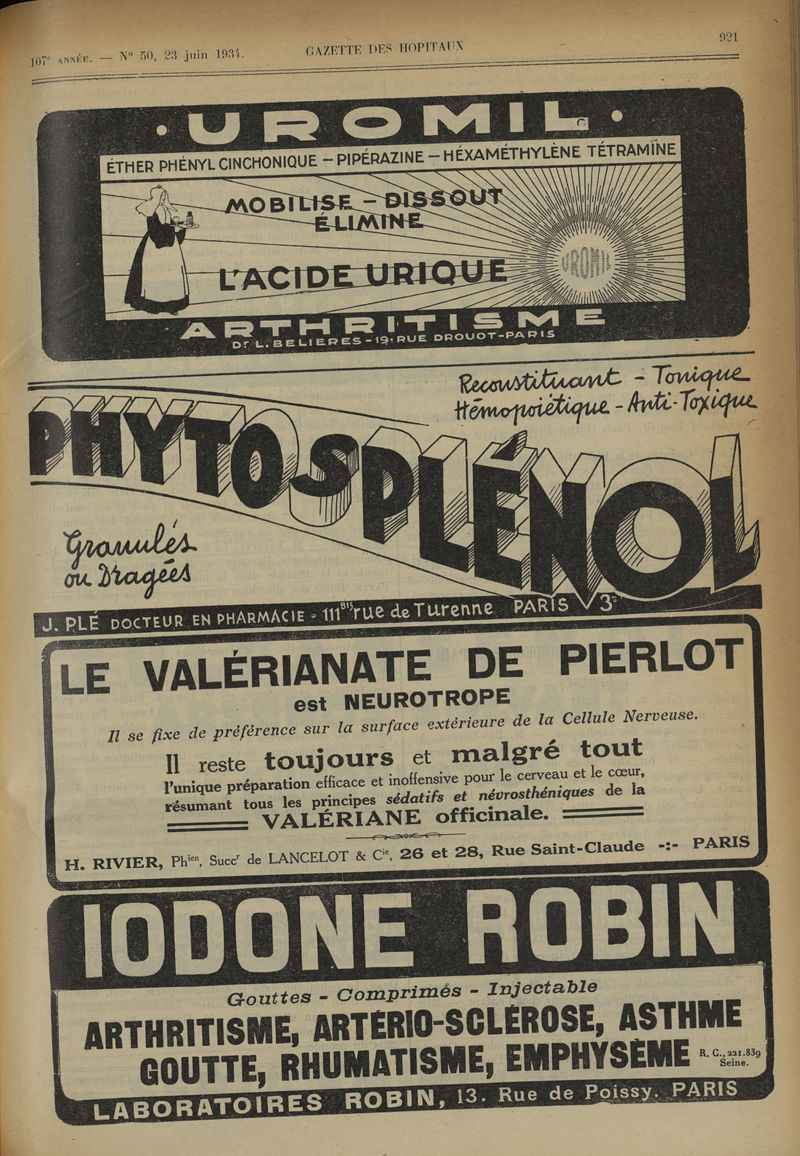 107e ANNÉE. — No 50, 23 juin 1934.
GAZETTE DES HOPITAUX
921
· UROMIL ·
ÉTHER PHÉNYL CINCHONIQUE – PIPÉRAZINE – HÉXAMÉTHYLÈNE TÉTRAMÎNE
MOBILISE – DISSOUT
ÉLIMINE
L'ACIDE URIQUE
UROMIL
ARTHRITISME
Dr L. BELIERES - 19, RUE DROUOT - PARIS
Reconstituant - Tonique
Hémopoiétique - Anti-Toxique
PHYTOSPLÉNOL
Granulés
ou Dragées
J. PLÉ DOCTEUR EN PHARMACIE - 111BIS rue de Turenne PARIS 3e
LE VALÉRIANATE DE PIERLOT
est NEUROTROPE
Il se fixe de préférence sur la surface extérieure de la Cellule Nerveuse.
Il reste toujours et malgré tout
l'unique préparation efficace et inoffensive pour le cerveau et le cœur,
résumant tous les principes sédatifs et névrosthéniques de la
VALÉRIANE officinale.
H. RIVIER, Phien, Succr de LANCELOT & Cie, 26 et 28, Rue Saint-Claude -:- PARIS
IODONE ROBIN
Gouttes - Comprimés - Injectable
ARTHRITISME, ARTÉRIO-SCLÉROSE, ASTHME
GOUTTE, RHUMATISME, EMPHYSÈME
R. C., 221.839
Seine.
LABORATOIRES ROBIN, 13. Rue de Poissy. PARIS